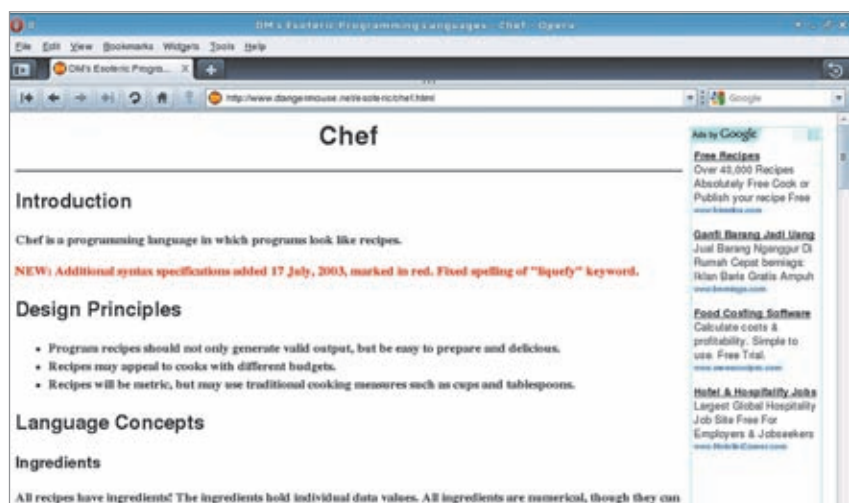 DM's Esoteric Programming Languages - Chef - Opera
File Edit View Bookmarks Widgets Tools Help
DM's Esoteric Progra...
http://www.dangermouse.net/esoteric/chef.html
Google
Chef
Introduction
Chef is a programming language in which programs look like recipes.
NEW: Additional syntax specifications added 17 July, 2003, marked in red. Fixed spelling of "liquefy" keyword.
Design Principles
• Program recipes should not only generate valid output, but be easy to prepare and delicious.
• Recipes may appeal to cooks with different budgets.
• Recipes will be metric, but may use traditional cooking measures such as cups and tablespoons.
Language Concepts
Ingredients
All recipes have ingredients! The ingredients hold individual data values. All ingredients are numerical, though they can
Ads by Google
Free Recipes
Over 43,000 Recipes
Absolutely Free Cook or
Publish your recipe Free
Ganti Barang Jadi Uang
Jual Barang Nganggur Di
Rumah Cepat berniaga:
Iklan Baris Gratis Ampuh
Food Costing Software
Calculate costs &
profitability. Simple to
use. Free Trial.
Hotel & Hospitality Jobs
Largest Global Hospitality
Job Site Free For
Employers & Jobseekers